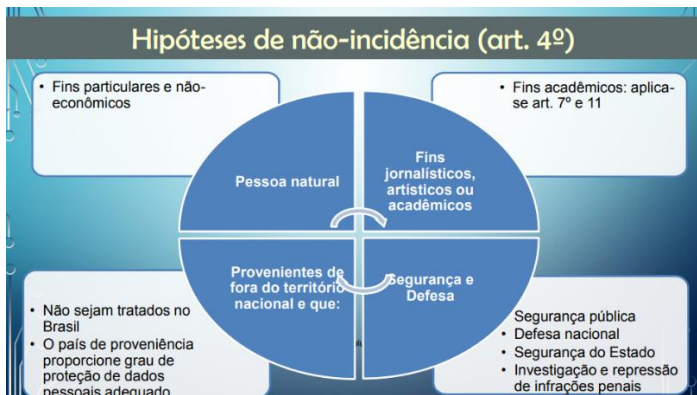 Hipóteses de não-incidência (art. 4º)
• Fins particulares e não-
econômicos
• Fins acadêmicos: aplica-
se art. 7º e 11
Pessoa natural
Fins
jornalísticos,
artísticos ou
acadêmicos
Provenientes de
fora do território
nacional e que:
Segurança e
Defesa
• Não sejam tratados no
Brasil
• O país de proveniência
proporcione grau de
proteção de dados
pessoais adequado
Segurança pública
• Defesa nacional
• Segurança do Estado
• Investigação e repressão
de infrações penais